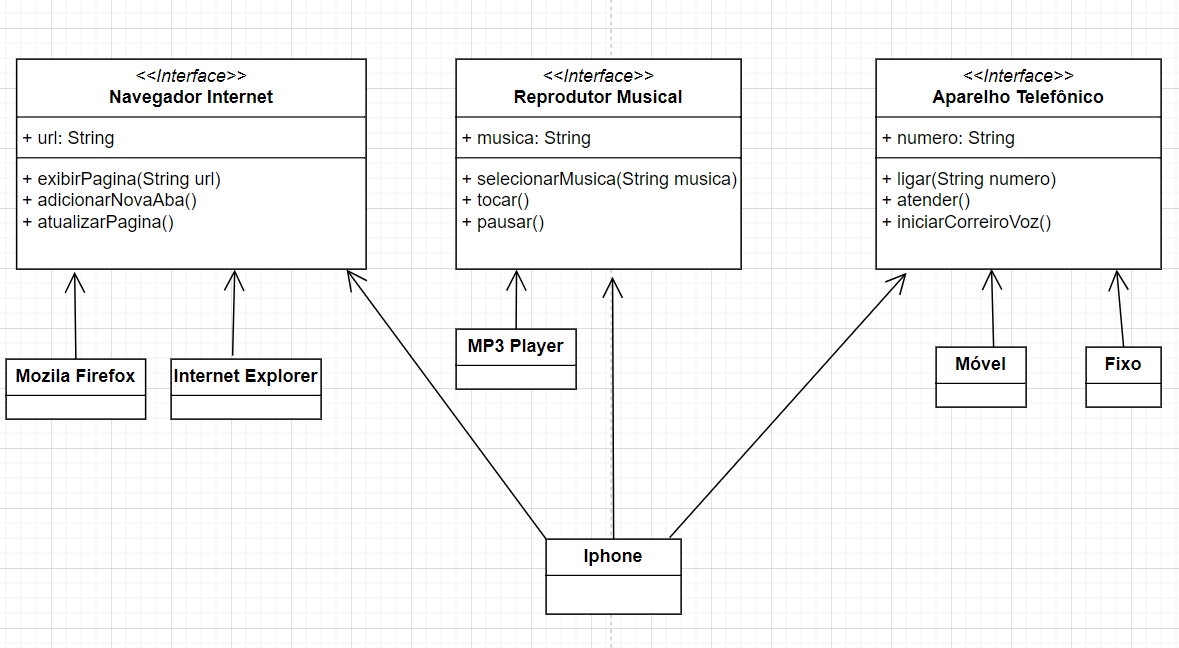 <<Interface>>
Navegador Internet
+ url: String
+ exibirPagina(String url)
+ adicionarNovaAba()
+ atualizarPagina()
<<Interface>>
Reprodutor Musical
+ musica: String
+ selecionarMusica(String musica)
+ tocar()
+ pausar()
<<Interface>>
Aparelho Telefônico
+ numero: String
+ ligar(String numero)
+ atender()
+ iniciarCorreiroVoz()
Mozila Firefox
Internet Explorer
MP3 Player
Móvel
Fixo
Iphone